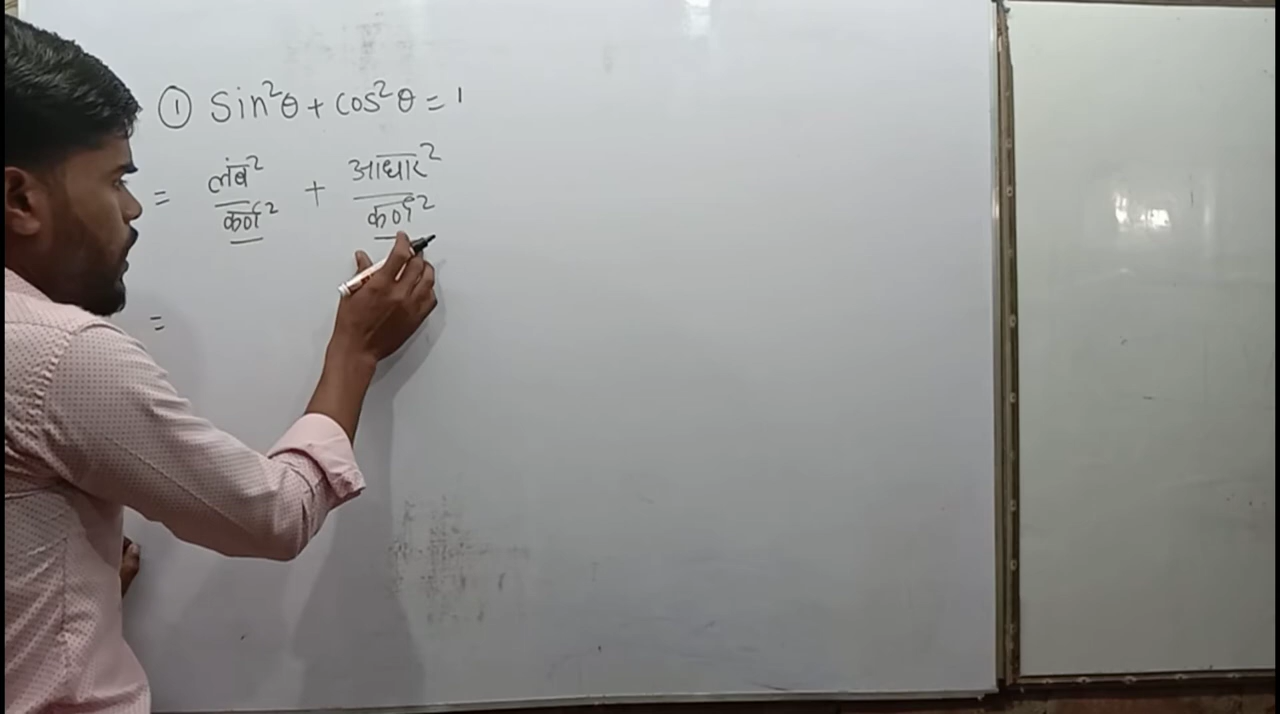 ① Sin²θ + cos²θ = 1
= लंब²/कर्ण² + आधार²/कर्ण²
=